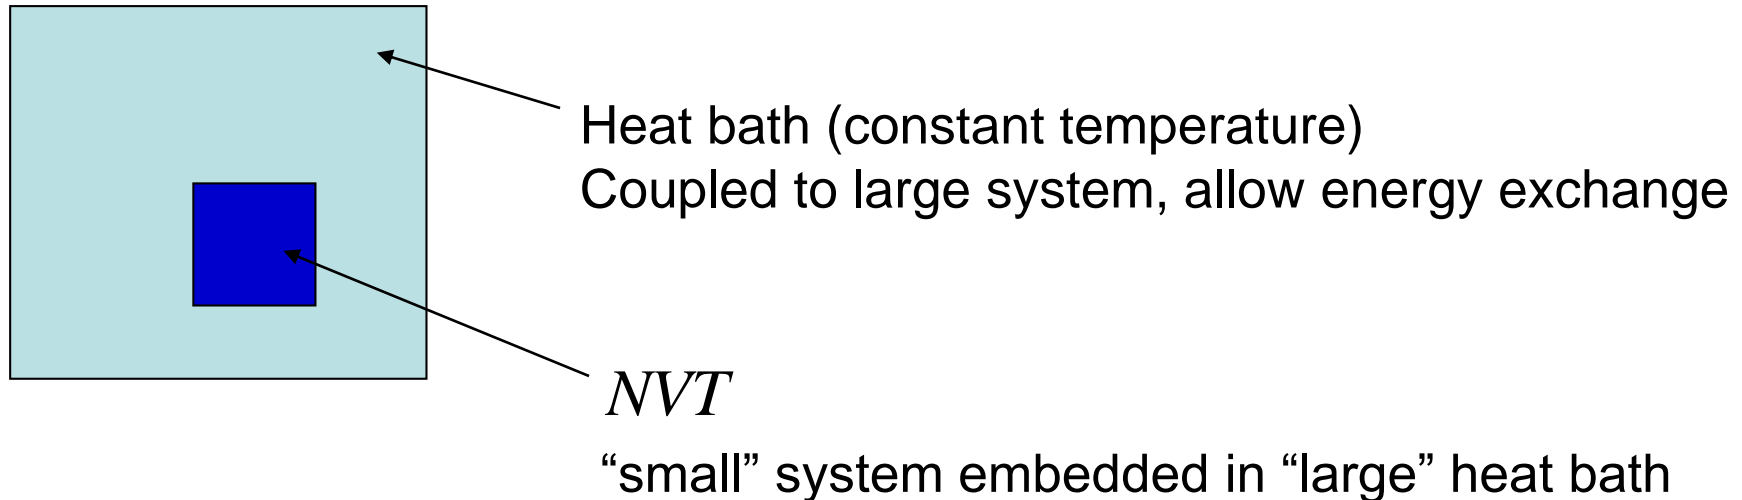 Heat bath (constant temperature)
Coupled to large system, allow energy exchange
NVT
“small” system embedded in “large” heat bath